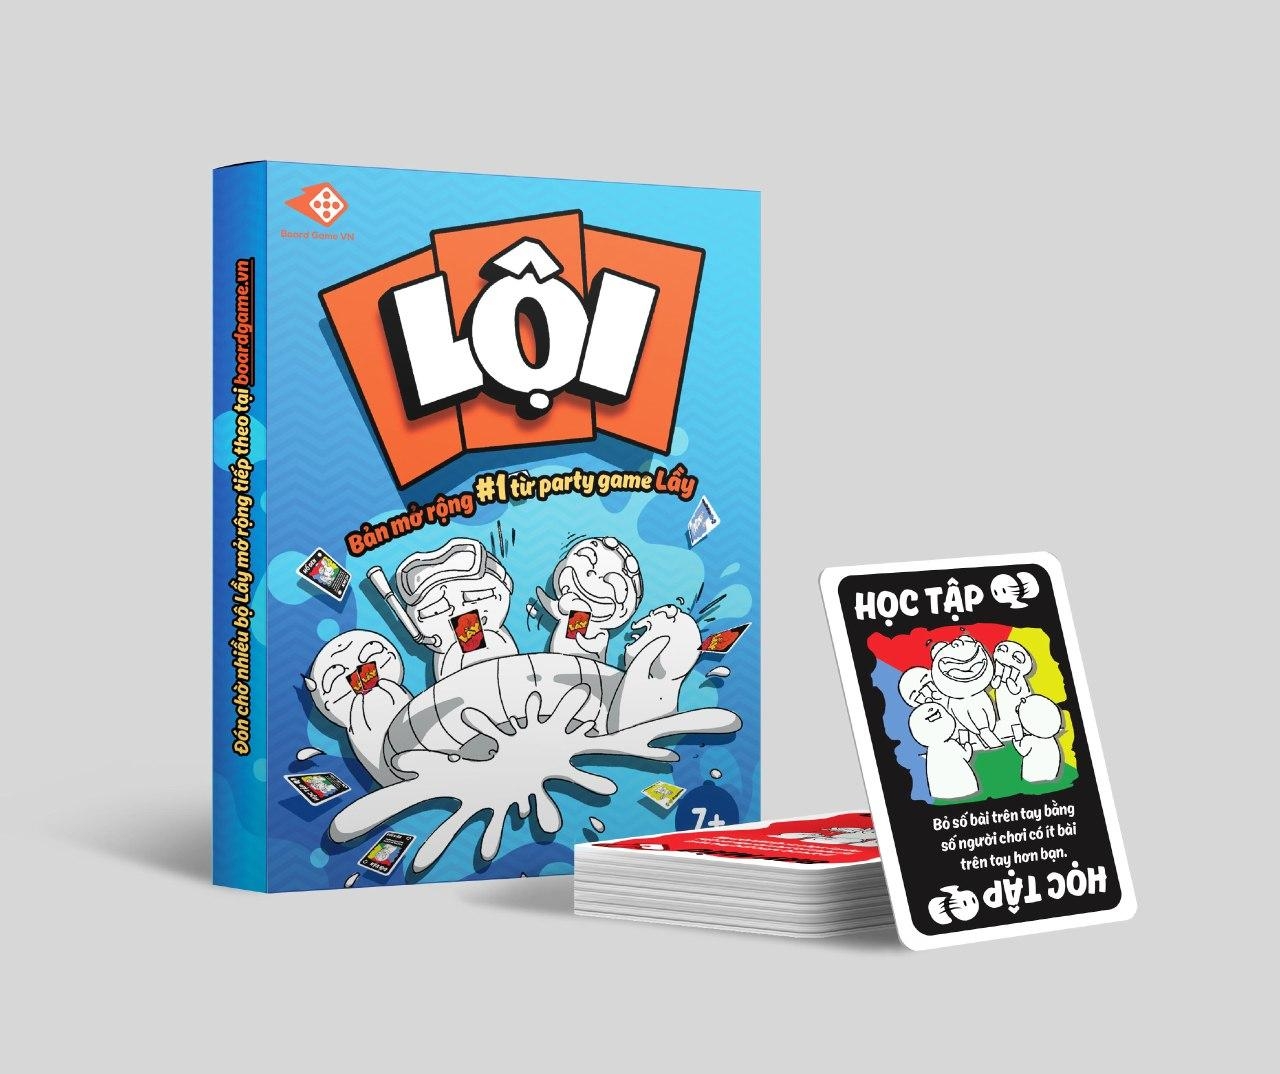 Board Game VN
LỘI
Bản mở rộng #1 từ party game Lầy
7+
Đón chờ nhiều bộ Lầy mở rộng tiếp theo tại boardgame.vn
HỌC TẬP
Bỏ số bài trên tay bằng
số người chơi có ít bài
trên tay hơn bạn.
HỌC TẬP